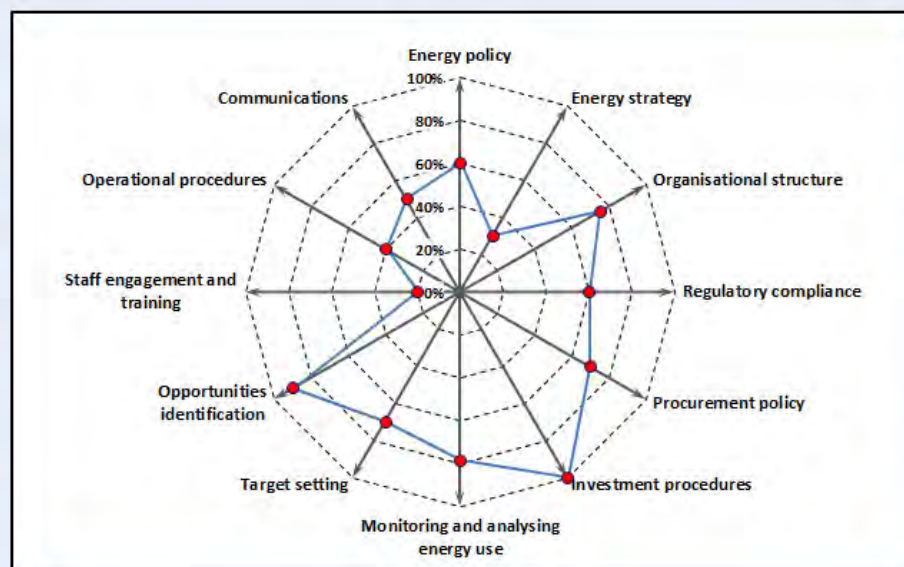 Energy policy
100%
Communications
Energy strategy
80%
Operational procedures
60%
Organisational structure
40%
Staff engagement and
training
20%
0%
Regulatory compliance
Opportunities
identification
Procurement policy
Target setting
Investment procedures
Monitoring and analysing
energy use